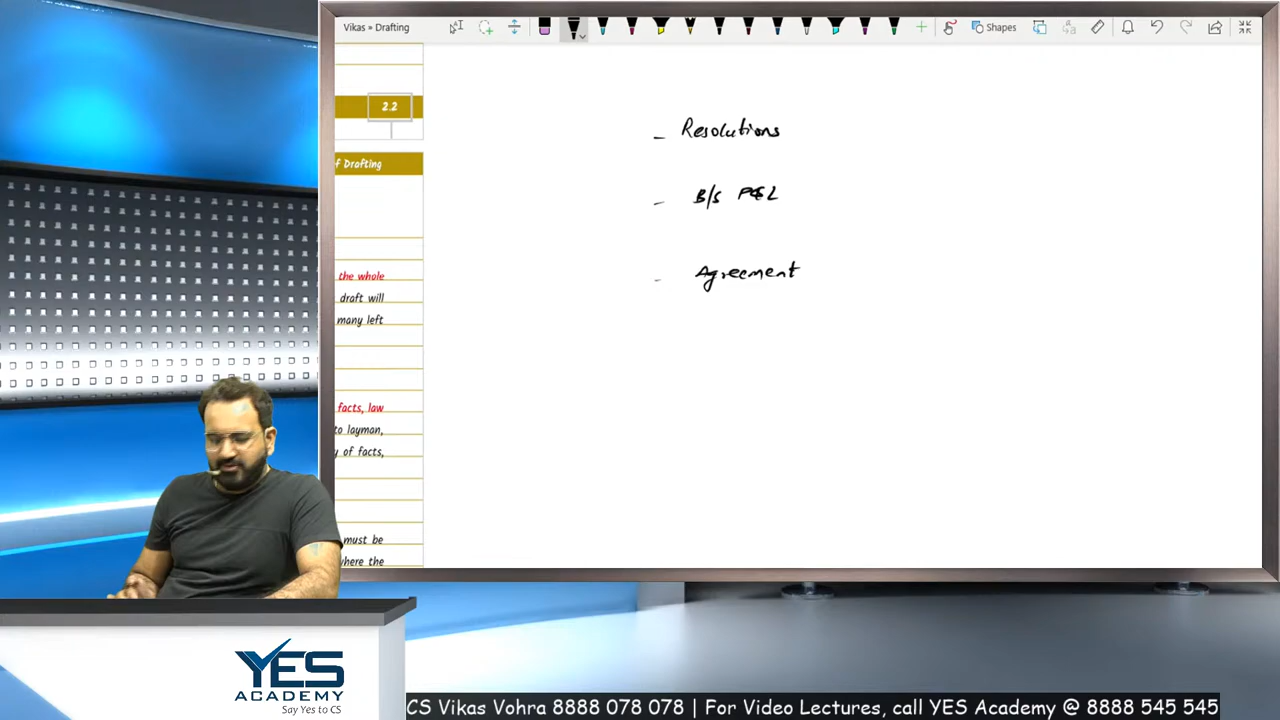 Vikas » Drafting
Shapes
2.2
f Drafting
the whole
draft will
many left
facts, law
to layman,
y of facts,
must be
where the
- Resolutions
- B/S P&L
- Agreement
YES
ACADEMY
Say Yes to CS
CS Vikas Vohra 8888 078 078 | For Video Lectures, call YES Academy @ 8888 545 545